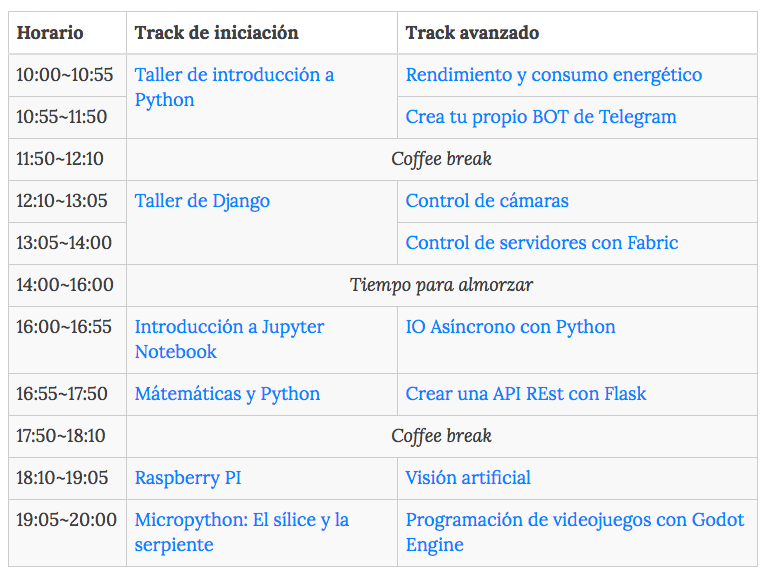 Horario Track de iniciación Track avanzado
10:00~10:55 Taller de introducción a Rendimiento y consumo energético
Python
10:55~11:50 Crea tu propio BOT de Telegram
11:50~12:10 Coffee break
12:10~13:05 Taller de Django Control de cámaras
13:05~14:00 Control de servidores con Fabric
14:00~16:00 Tiempo para almorzar
16:00~16:55 Introducción a Jupyter IO Asíncrono con Python
Notebook
16:55~17:50 Mátemáticas y Python Crear una API REst con Flask
17:50~18:10 Coffee break
18:10~19:05 Raspberry PI Visión artificial
19:05~20:00 Micropython: El sílice y la Programación de videojuegos con Godot
serpiente Engine